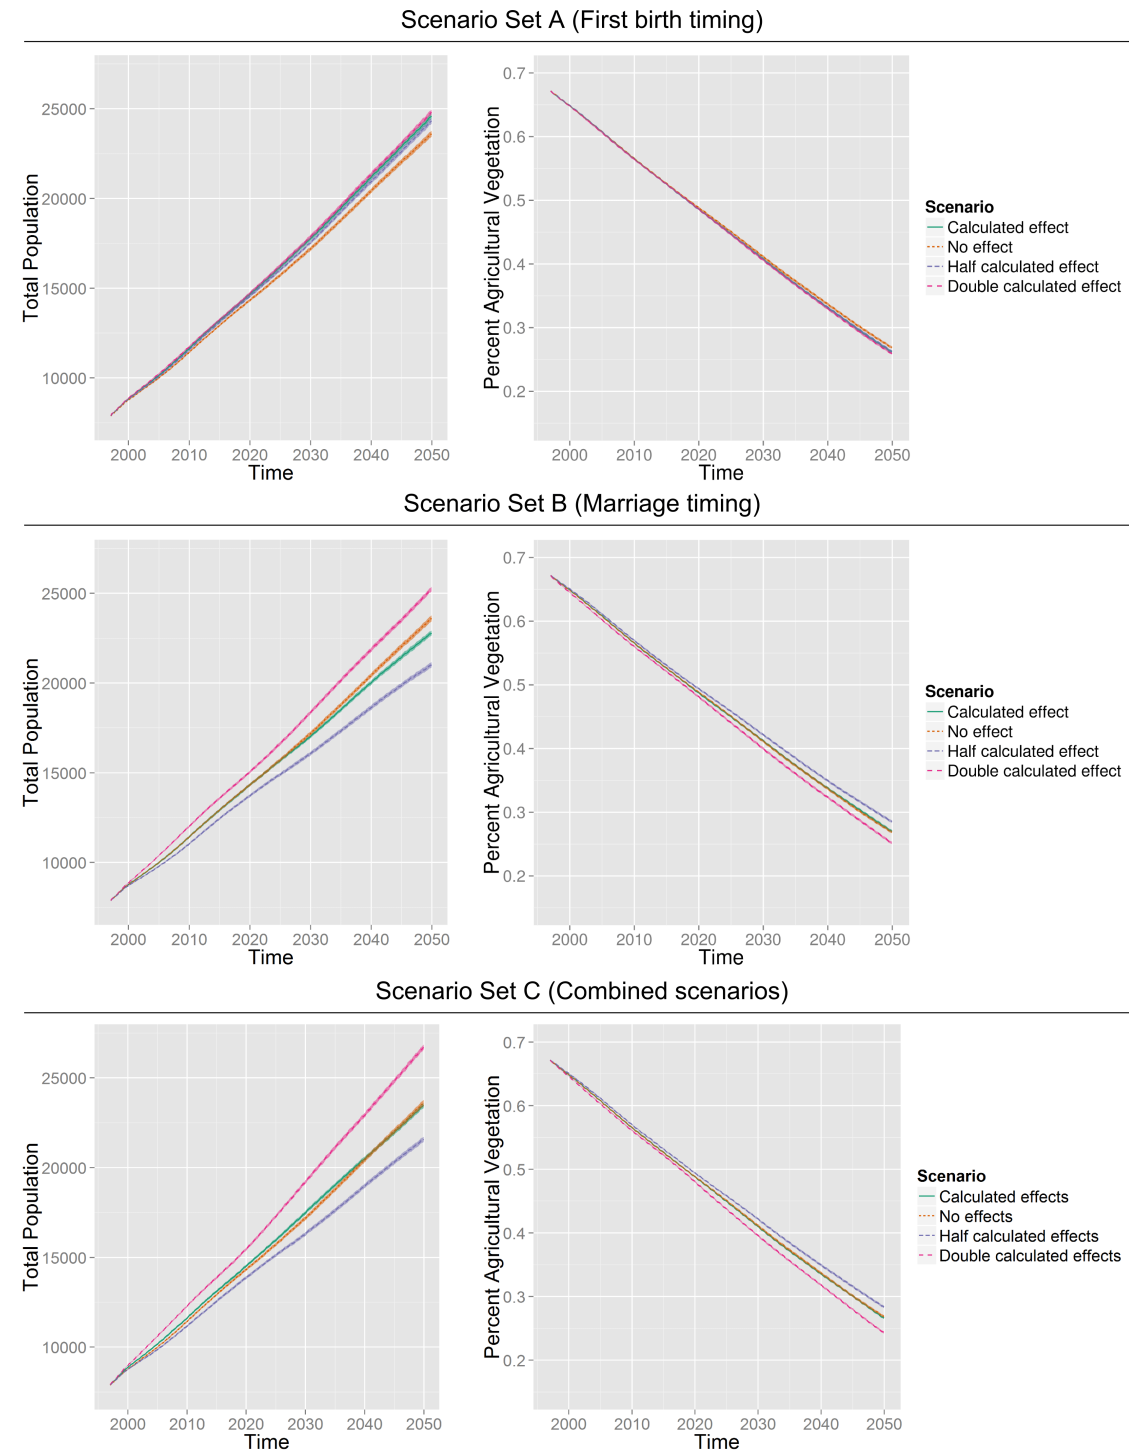 Scenario Set A (First birth timing)
Total Population
25000
20000
15000
10000
2000 2010 2020 2030 2040 2050
Time
Percent Agricultural Vegetation
0.7
0.6
0.5
0.4
0.3
0.2
2000 2010 2020 2030 2040 2050
Time
Scenario
Calculated effect
No effect
Half calculated effect
Double calculated effect
Scenario Set B (Marriage timing)
Total Population
25000
20000
15000
10000
2000 2010 2020 2030 2040 2050
Time
Percent Agricultural Vegetation
0.7
0.6
0.5
0.4
0.3
0.2
2000 2010 2020 2030 2040 2050
Time
Scenario
Calculated effect
No effect
Half calculated effect
Double calculated effect
Scenario Set C (Combined scenarios)
Total Population
25000
20000
15000
10000
2000 2010 2020 2030 2040 2050
Time
Percent Agricultural Vegetation
0.7
0.6
0.5
0.4
0.3
0.2
2000 2010 2020 2030 2040 2050
Time
Scenario
Calculated effects
No effects
Half calculated effects
Double calculated effects